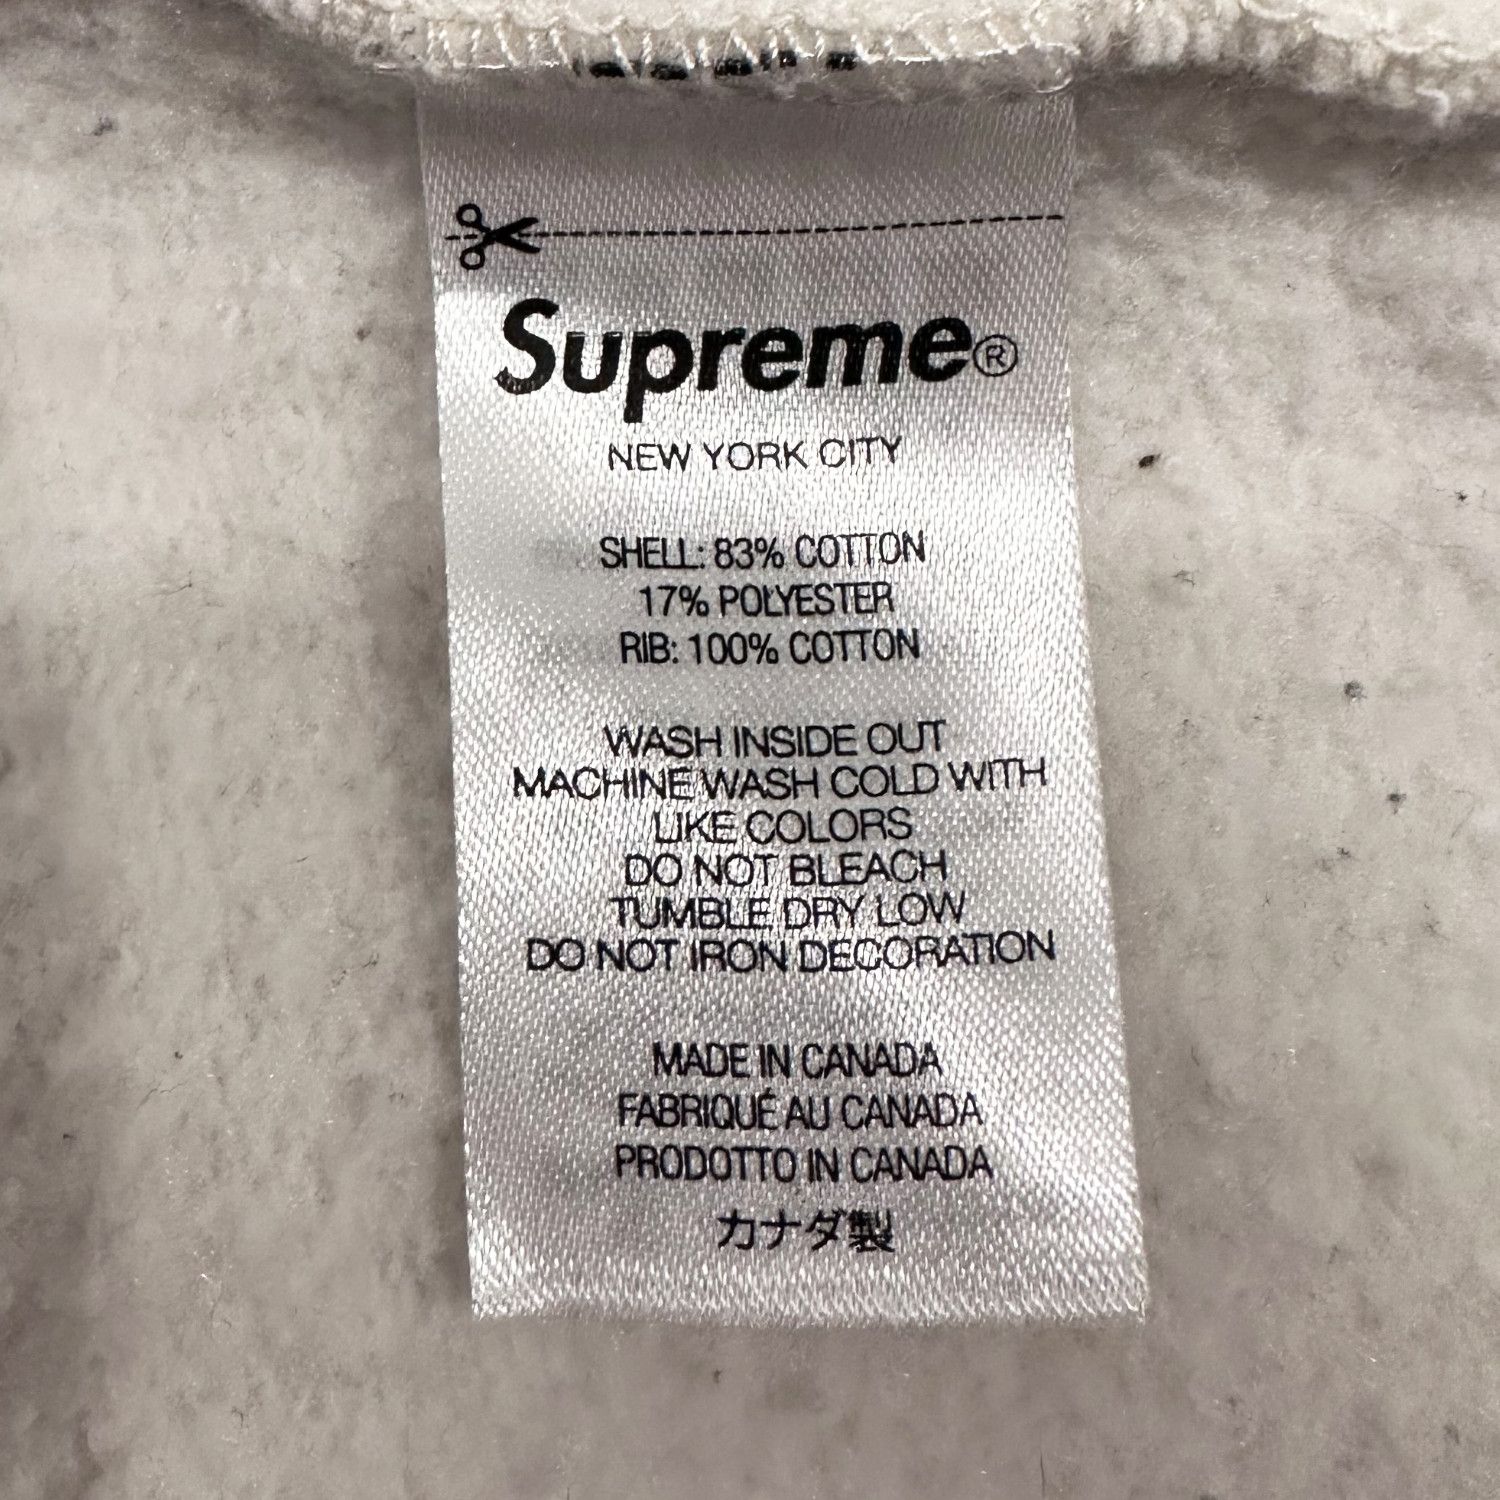 Supreme®
NEW YORK CITY
SHELL: 83% COTTON
17% POLYESTER
RIB: 100% COTTON
WASH INSIDE OUT
MACHINE WASH COLD WITH
LIKE COLORS
DO NOT BLEACH
TUMBLE DRY LOW
DO NOT IRON DECORATION
MADE IN CANADA
FABRIQUÉ AU CANADA
PRODOTTO IN CANADA
カナダ製